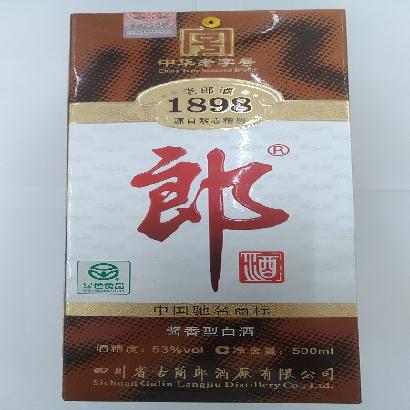 中华老字号
China Time-honored Brand
老郎酒
1898
源自原态精酿
郎®
酒
绿色食品
中国驰名商标
酱香型白酒
酒精度：53%vol 净含量：500ml
四川省古蔺郎酒厂有限公司
Sichuan Gulin Langjiu Distillery Co.,Ltd.